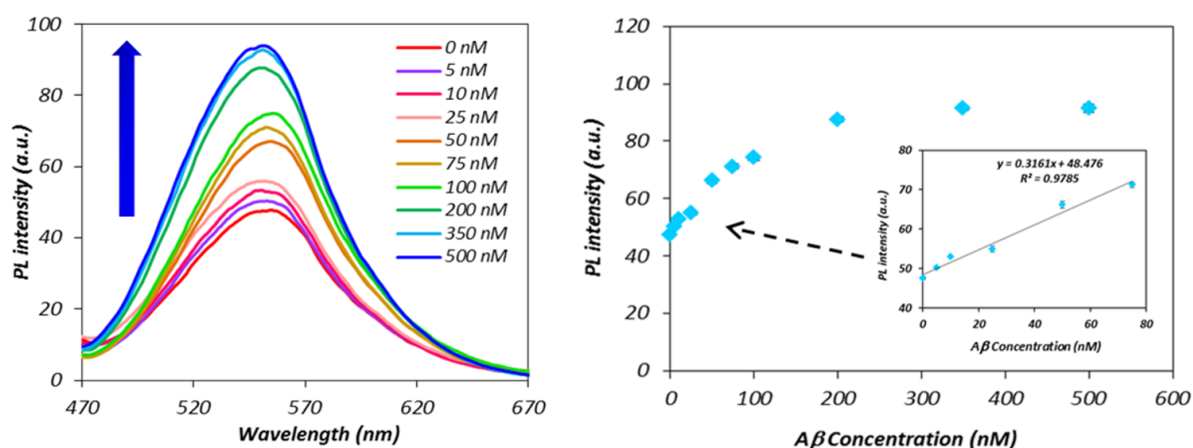 100
80
60
40
20
0
PL intensity (a.u.)
470
520
570
620
670
Wavelength (nm)
0 nM
5 nM
10 nM
25 nM
50 nM
75 nM
100 nM
200 nM
350 nM
500 nM
120
100
80
60
40
20
0
PL intensity (a.u.)
0
100
200
300
400
500
600
Aβ Concentration (nM)
80
70
60
50
40
PL intensity (a.u.)
y = 0.3161x + 48.476
R² = 0.9785
0
20
40
60
80
Aβ Concentration (nM)